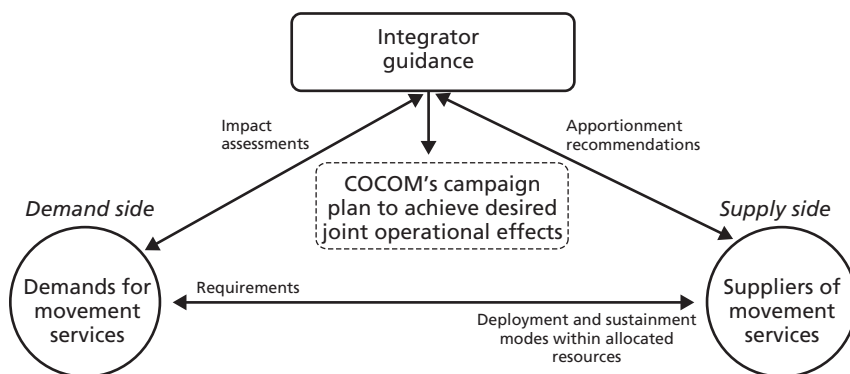 Integrator
guidance
Impact
assessments
Apportionment
recommendations
COCOM’s campaign
plan to achieve desired
joint operational effects
Demand side
Supply side
Demands for
movement
services
Requirements
Suppliers of
movement
services
Deployment and sustainment
modes within allocated
resources